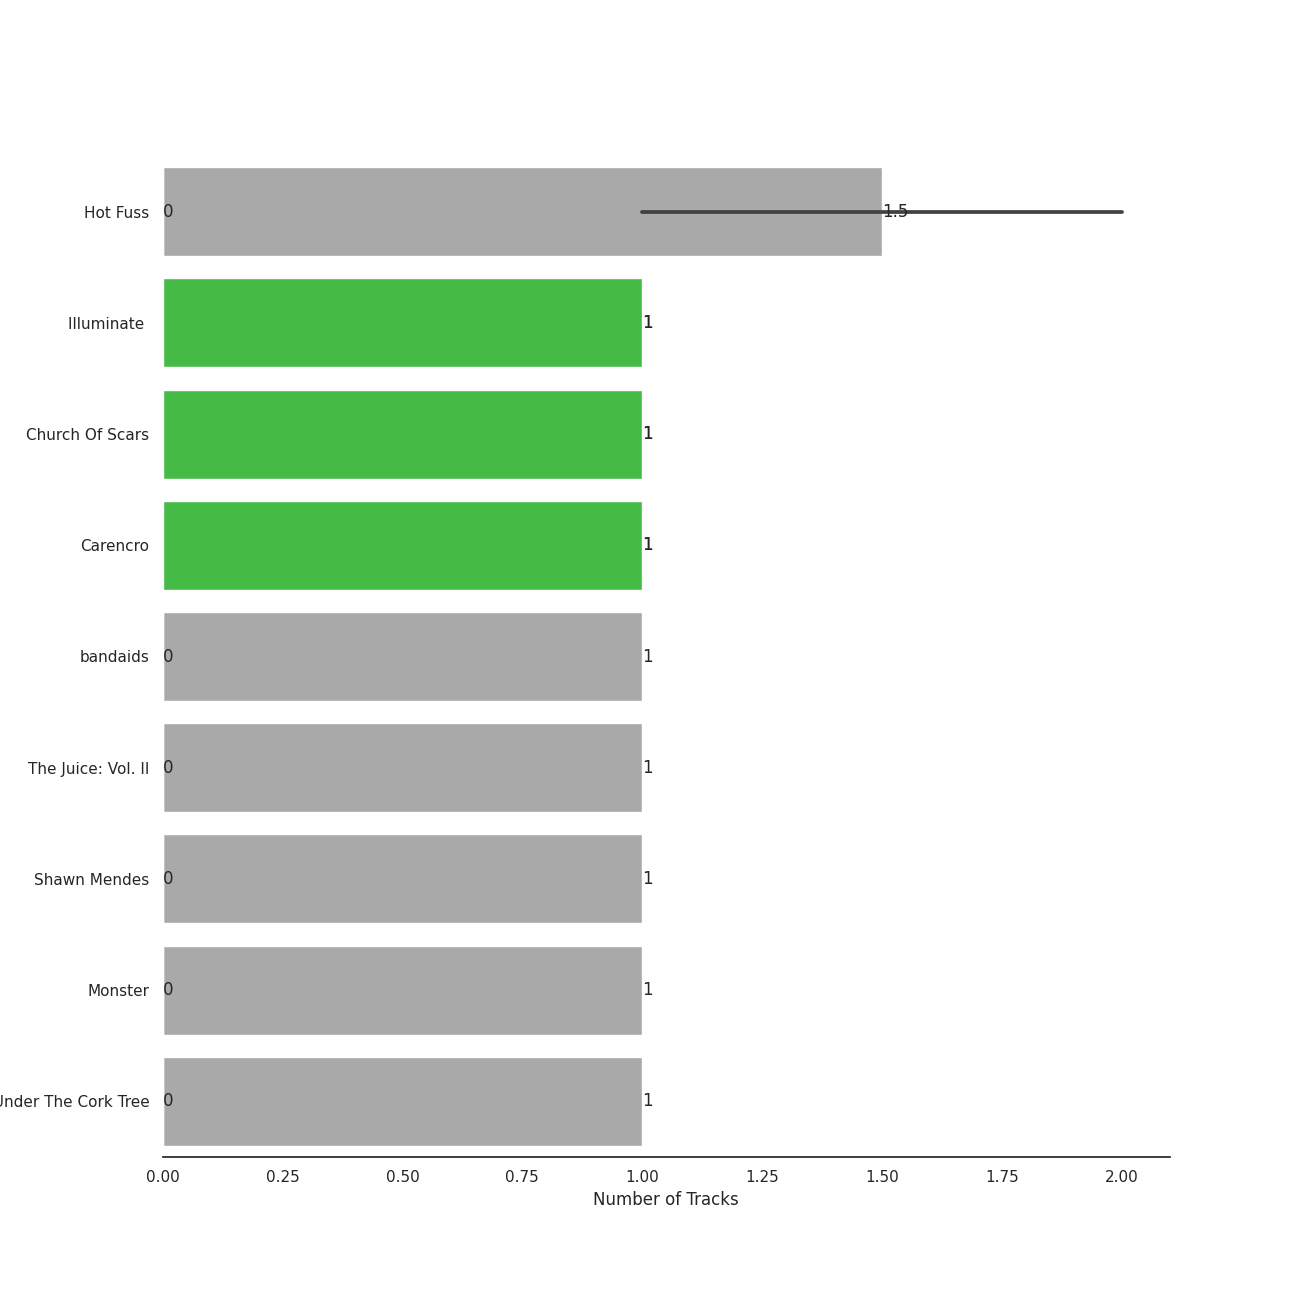 Hot Fuss 0 1.5
Illuminate 1
Church Of Scars 1
Carencro 1
bandaids 0 1
The Juice: Vol. II 0 1
Shawn Mendes 0 1
Monster 0 1
Under The Cork Tree 0 1
0.00 0.25 0.50 0.75 1.00 1.25 1.50 1.75 2.00
Number of Tracks